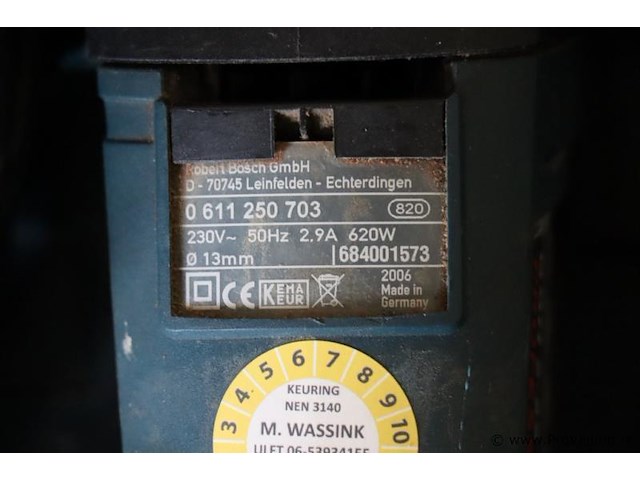 Robert Bosch GmbH
D - 70745 Leinfelden - Echterdingen
0 611 250 703 820
230V~ 50Hz 2,9A 620W
Ø 13mm 684001573
2006
Made in
Germany
CE KEMA
KEUR
3 4 5 6 7 8 9 10
KEURING
NEN 3140
M. WASSINK